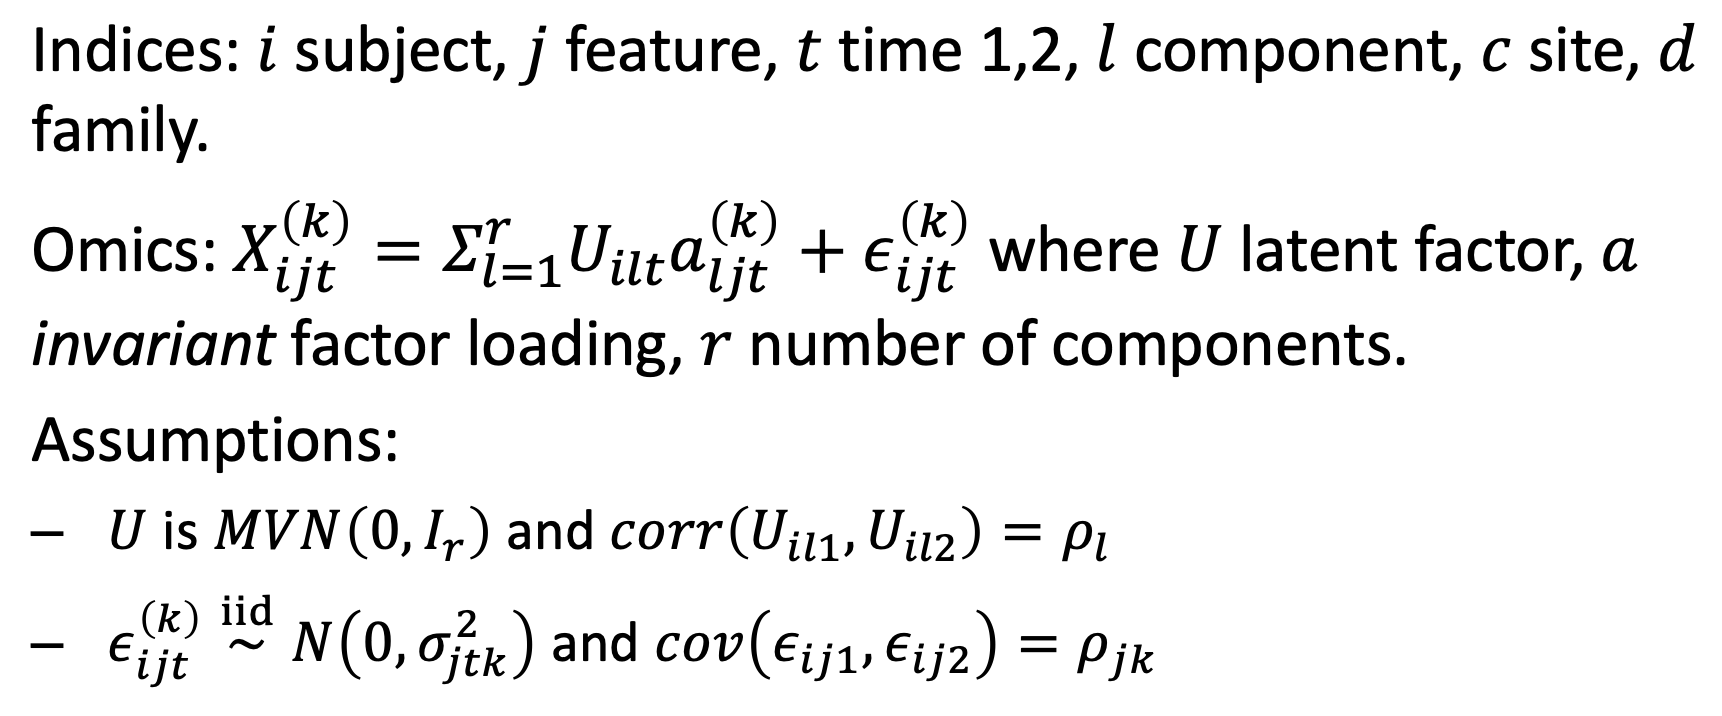 Indices: i subject, j feature, t time 1,2, l component, c site, d
family.
Omics: X_{ijt}^{(k)} = Σ_{l=1}^{r} U_{ilt} a_{ljt}^{(k)} + ϵ_{ijt}^{(k)} where U latent factor, a
invariant factor loading, r number of components.
Assumptions:
– U is MVN(0, I_r) and corr(U_{il1}, U_{il2}) = ρ_l
– ϵ_{ijt}^{(k)} \overset{iid}{~} N(0, σ_{jtk}^2) and cov(ϵ_{ij1}, ϵ_{ij2}) = ρ_{jk}